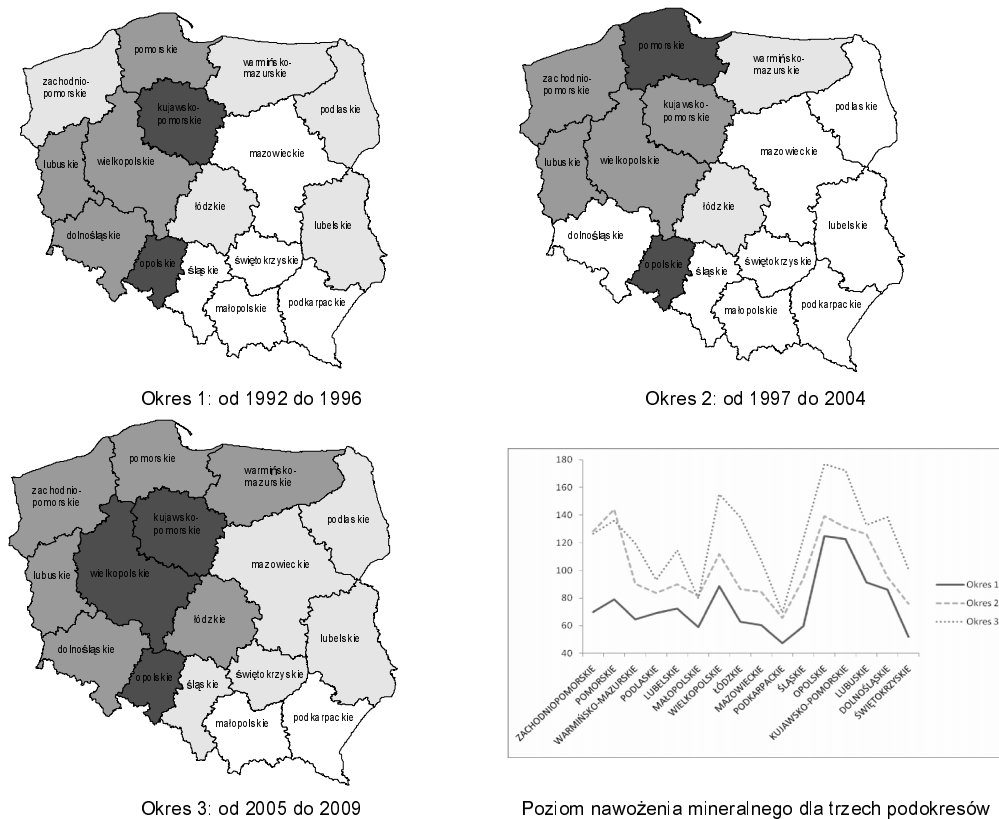 pomorskie
warmińsko-
mazurskie
zachodnio-
pomorskie
kujawsko-
pomorskie
podlaskie
lubuskie
wielkopolskie
mazowieckie
łódzkie
lubelskie
dolnośląskie
opolskie
śląskie
świętokrzyskie
małopolskie
podkarpackie
Okres 1: od 1992 do 1996
pomorskie
warmińsko-
mazurskie
zachodnio-
pomorskie
kujawsko-
pomorskie
podlaskie
lubuskie
wielkopolskie
mazowieckie
łódzkie
lubelskie
dolnośląskie
opolskie
śląskie
świętokrzyskie
małopolskie
podkarpackie
Okres 2: od 1997 do 2004
pomorskie
warmińsko-
mazurskie
zachodnio-
pomorskie
kujawsko-
pomorskie
podlaskie
lubuskie
wielkopolskie
mazowieckie
łódzkie
lubelskie
dolnośląskie
opolskie
śląskie
świętokrzyskie
małopolskie
podkarpackie
Okres 3: od 2005 do 2009
180
160
140
120
100
80
60
40
ZACHODNIOPOMORSKIE
POMORSKIE
WARMIŃSKO-MAZURSKIE
PODLASKIE
LUBELSKIE
MAŁOPOLSKIE
WIELKOPOLSKIE
ŁÓDZKIE
MAZOWIECKIE
PODKARPACKIE
ŚLĄSKIE
OPOLSKIE
KUJAWSKO-POMORSKIE
LUBUSKIE
DOLNOŚLĄSKIE
ŚWIĘTOKRZYSKIE
Okres 1
Okres 2
Okres 3
Poziom nawożenia mineralnego dla trzech podokresów